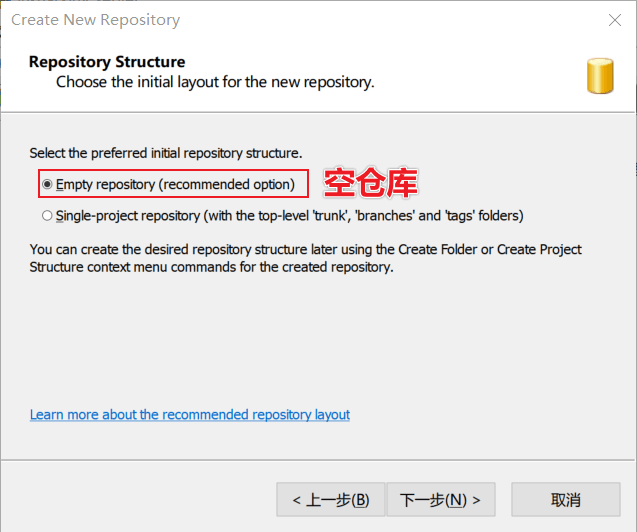 Create New Repository
Repository Structure
Choose the initial layout for the new repository.
Select the preferred initial repository structure.
Empty repository (recommended option)
空仓库
Single-project repository (with the top-level 'trunk', 'branches' and 'tags' folders)
You can create the desired repository structure later using the Create Folder or Create Project
Structure context menu commands for the created repository.
Learn more about the recommended repository layout
< 上一步(B)
下一步(N) >
取消